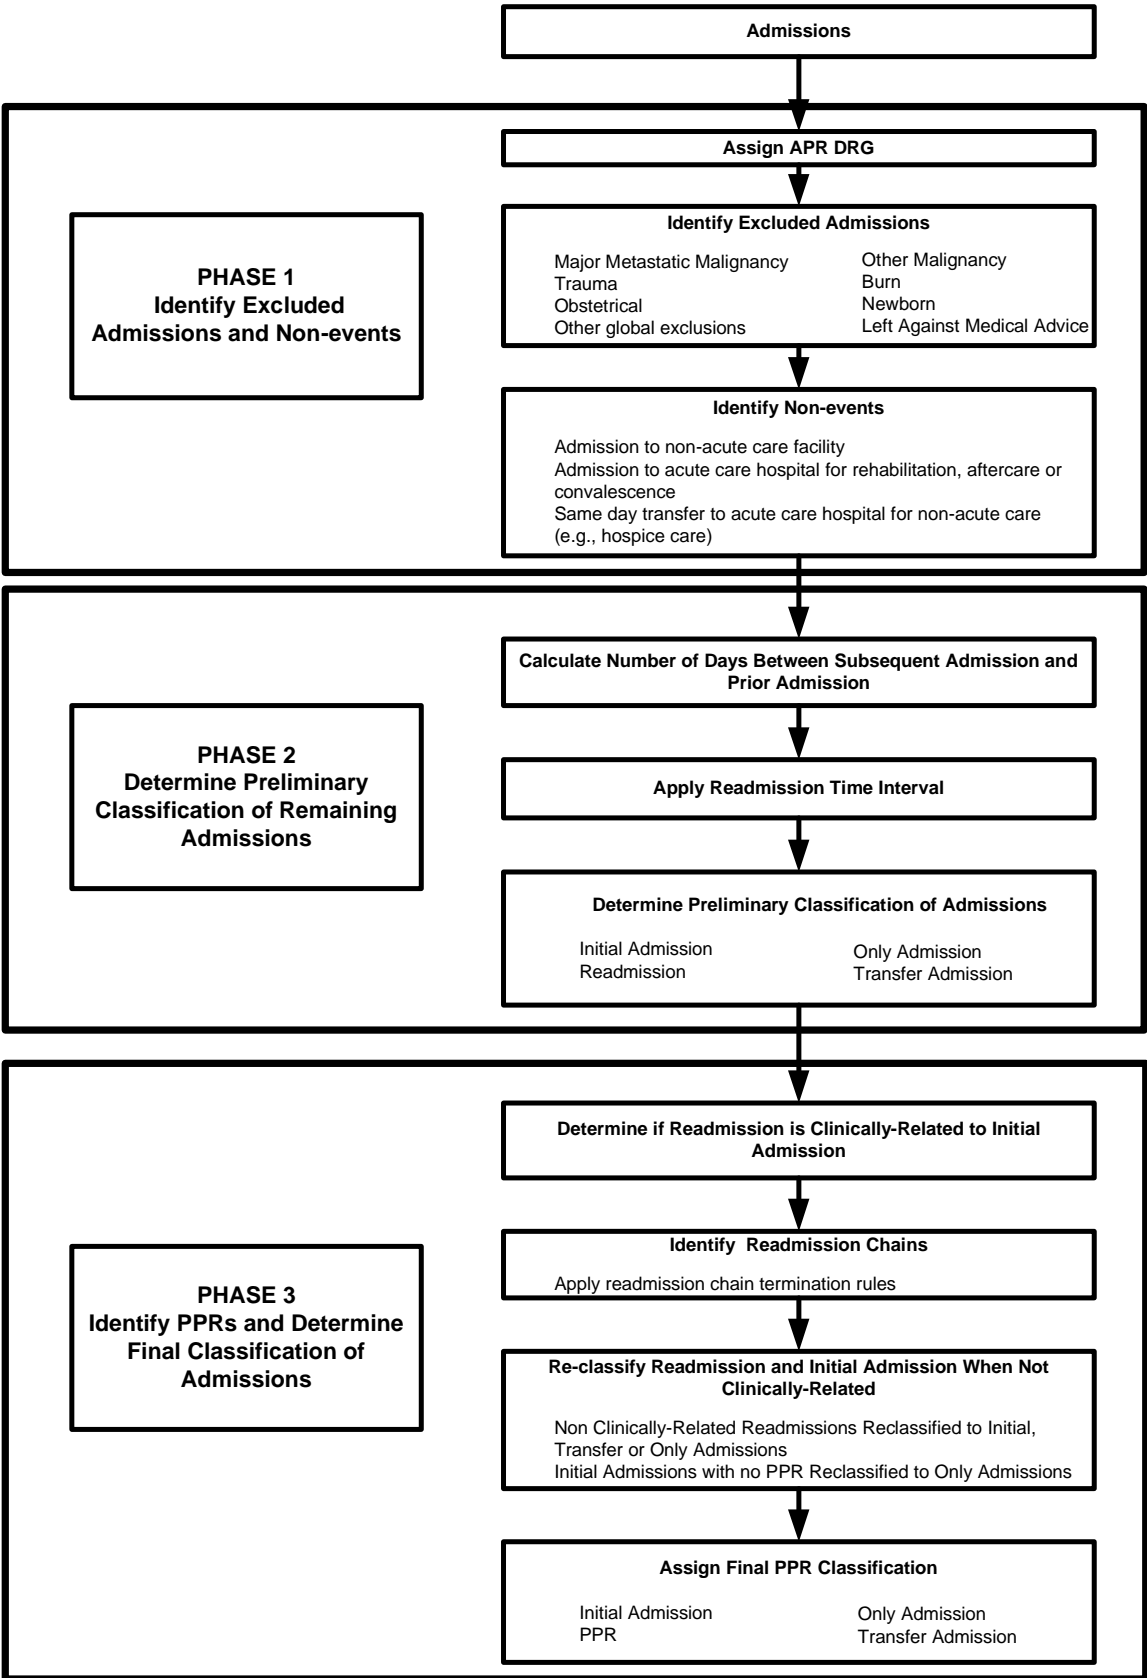 Admissions
Assign APR DRG
PHASE 1
Identify Excluded
Admissions and Non-events
Identify Excluded Admissions
Major Metastatic Malignancy
Trauma
Obstetrical
Other global exclusions
Other Malignancy
Burn
Newborn
Left Against Medical Advice
Identify Non-events
Admission to non-acute care facility
Admission to acute care hospital for rehabilitation, aftercare or
convalescence
Same day transfer to acute care hospital for non-acute care
(e.g., hospice care)
PHASE 2
Determine Preliminary
Classification of Remaining
Admissions
Calculate Number of Days Between Subsequent Admission and
Prior Admission
Apply Readmission Time Interval
Determine Preliminary Classification of Admissions
Initial Admission
Readmission
Only Admission
Transfer Admission
PHASE 3
Identify PPRs and Determine
Final Classification of
Admissions
Determine if Readmission is Clinically-Related to Initial
Admission
Identify Readmission Chains
Apply readmission chain termination rules
Re-classify Readmission and Initial Admission When Not
Clinically-Related
Non Clinically-Related Readmissions Reclassified to Initial,
Transfer or Only Admissions
Initial Admissions with no PPR Reclassified to Only Admissions
Assign Final PPR Classification
Initial Admission
PPR
Only Admission
Transfer Admission